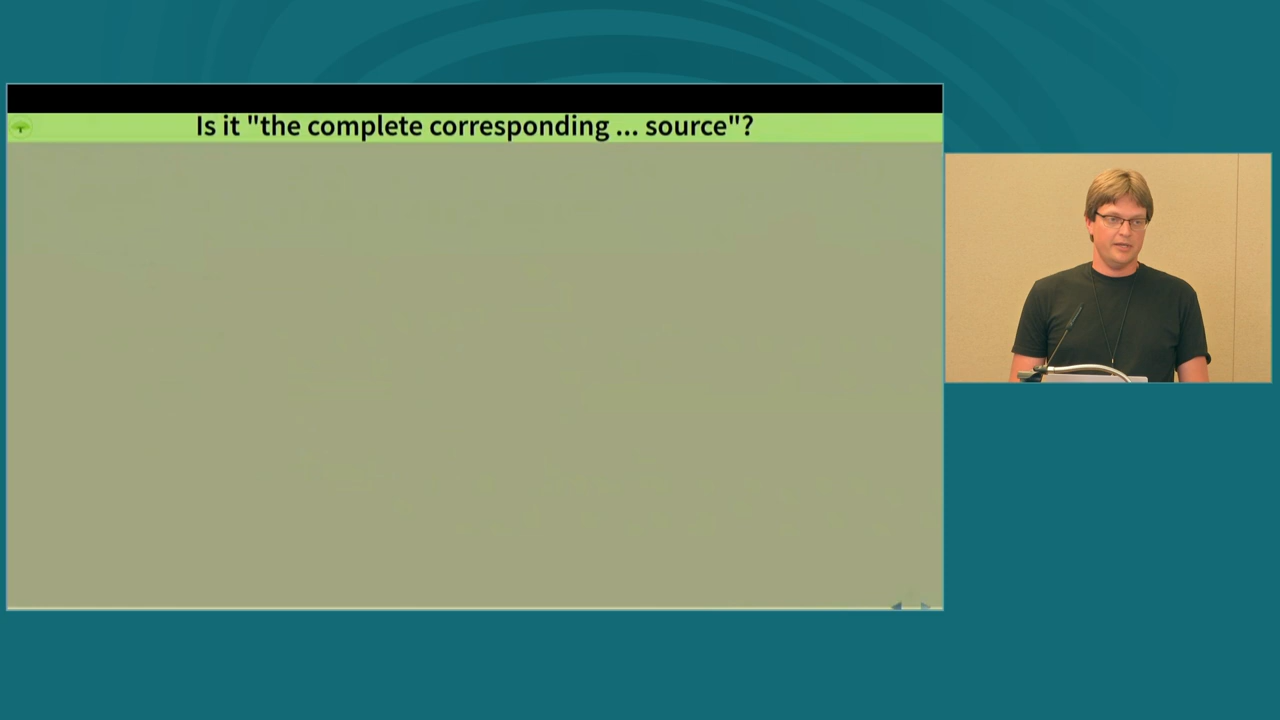 Is it "the complete corresponding ... source"?